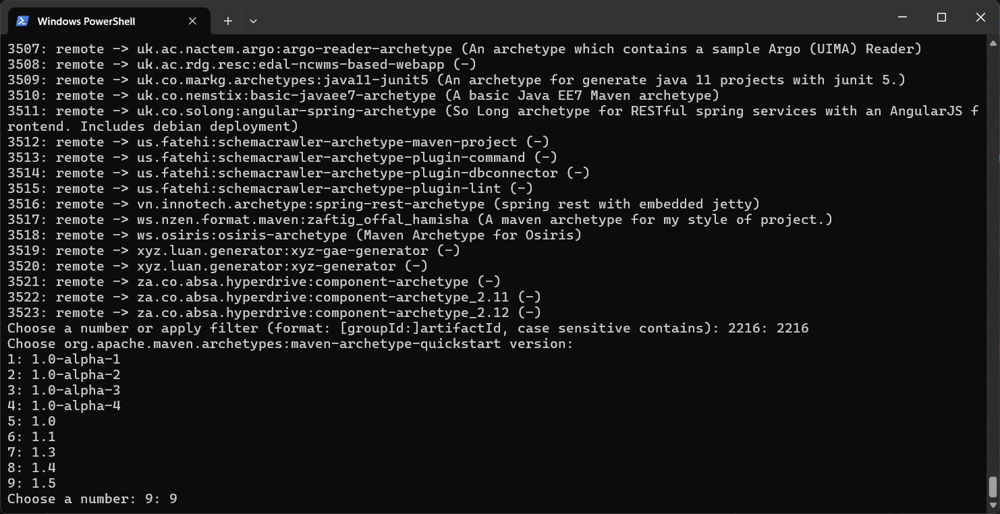 Windows PowerShell
3507: remote -> uk.ac.nactem.argo:argo-reader-archetype (An archetype which contains a sample Argo (UIMA) Reader)
3508: remote -> uk.ac.rdg.resc:edal-ncwms-based-webapp (-)
3509: remote -> uk.co.markg.archetypes:java11-junit5 (An archetype for generate java 11 projects with junit 5.)
3510: remote -> uk.co.nemstix:basic-javaee7-archetype (A basic Java EE7 Maven archetype)
3511: remote -> uk.co.solong:angular-spring-archetype (So Long archetype for RESTful spring services with an AngularJS f
rontend. Includes debian deployment)
3512: remote -> us.fatehi:schemacrawler-archetype-maven-project (-)
3513: remote -> us.fatehi:schemacrawler-archetype-plugin-command (-)
3514: remote -> us.fatehi:schemacrawler-archetype-plugin-dbconnector (-)
3515: remote -> us.fatehi:schemacrawler-archetype-plugin-lint (-)
3516: remote -> vn.innotech.archetype:spring-rest-archetype (spring rest with embedded jetty)
3517: remote -> ws.nzen.format.maven:zaftig_offal_hamisha (A maven archetype for my style of project.)
3518: remote -> ws.osiris:osiris-archetype (Maven Archetype for Osiris)
3519: remote -> xyz.luan.generator:xyz-gae-generator (-)
3520: remote -> xyz.luan.generator:xyz-generator (-)
3521: remote -> za.co.absa.hyperdrive:component-archetype (-)
3522: remote -> za.co.absa.hyperdrive:component-archetype_2.11 (-)
3523: remote -> za.co.absa.hyperdrive:component-archetype_2.12 (-)
Choose a number or apply filter (format: [groupId:]artifactId, case sensitive contains): 2216: 2216
Choose org.apache.maven.archetypes:maven-archetype-quickstart version:
1: 1.0-alpha-1
2: 1.0-alpha-2
3: 1.0-alpha-3
4: 1.0-alpha-4
5: 1.0
6: 1.1
7: 1.3
8: 1.4
9: 1.5
Choose a number: 9: 9